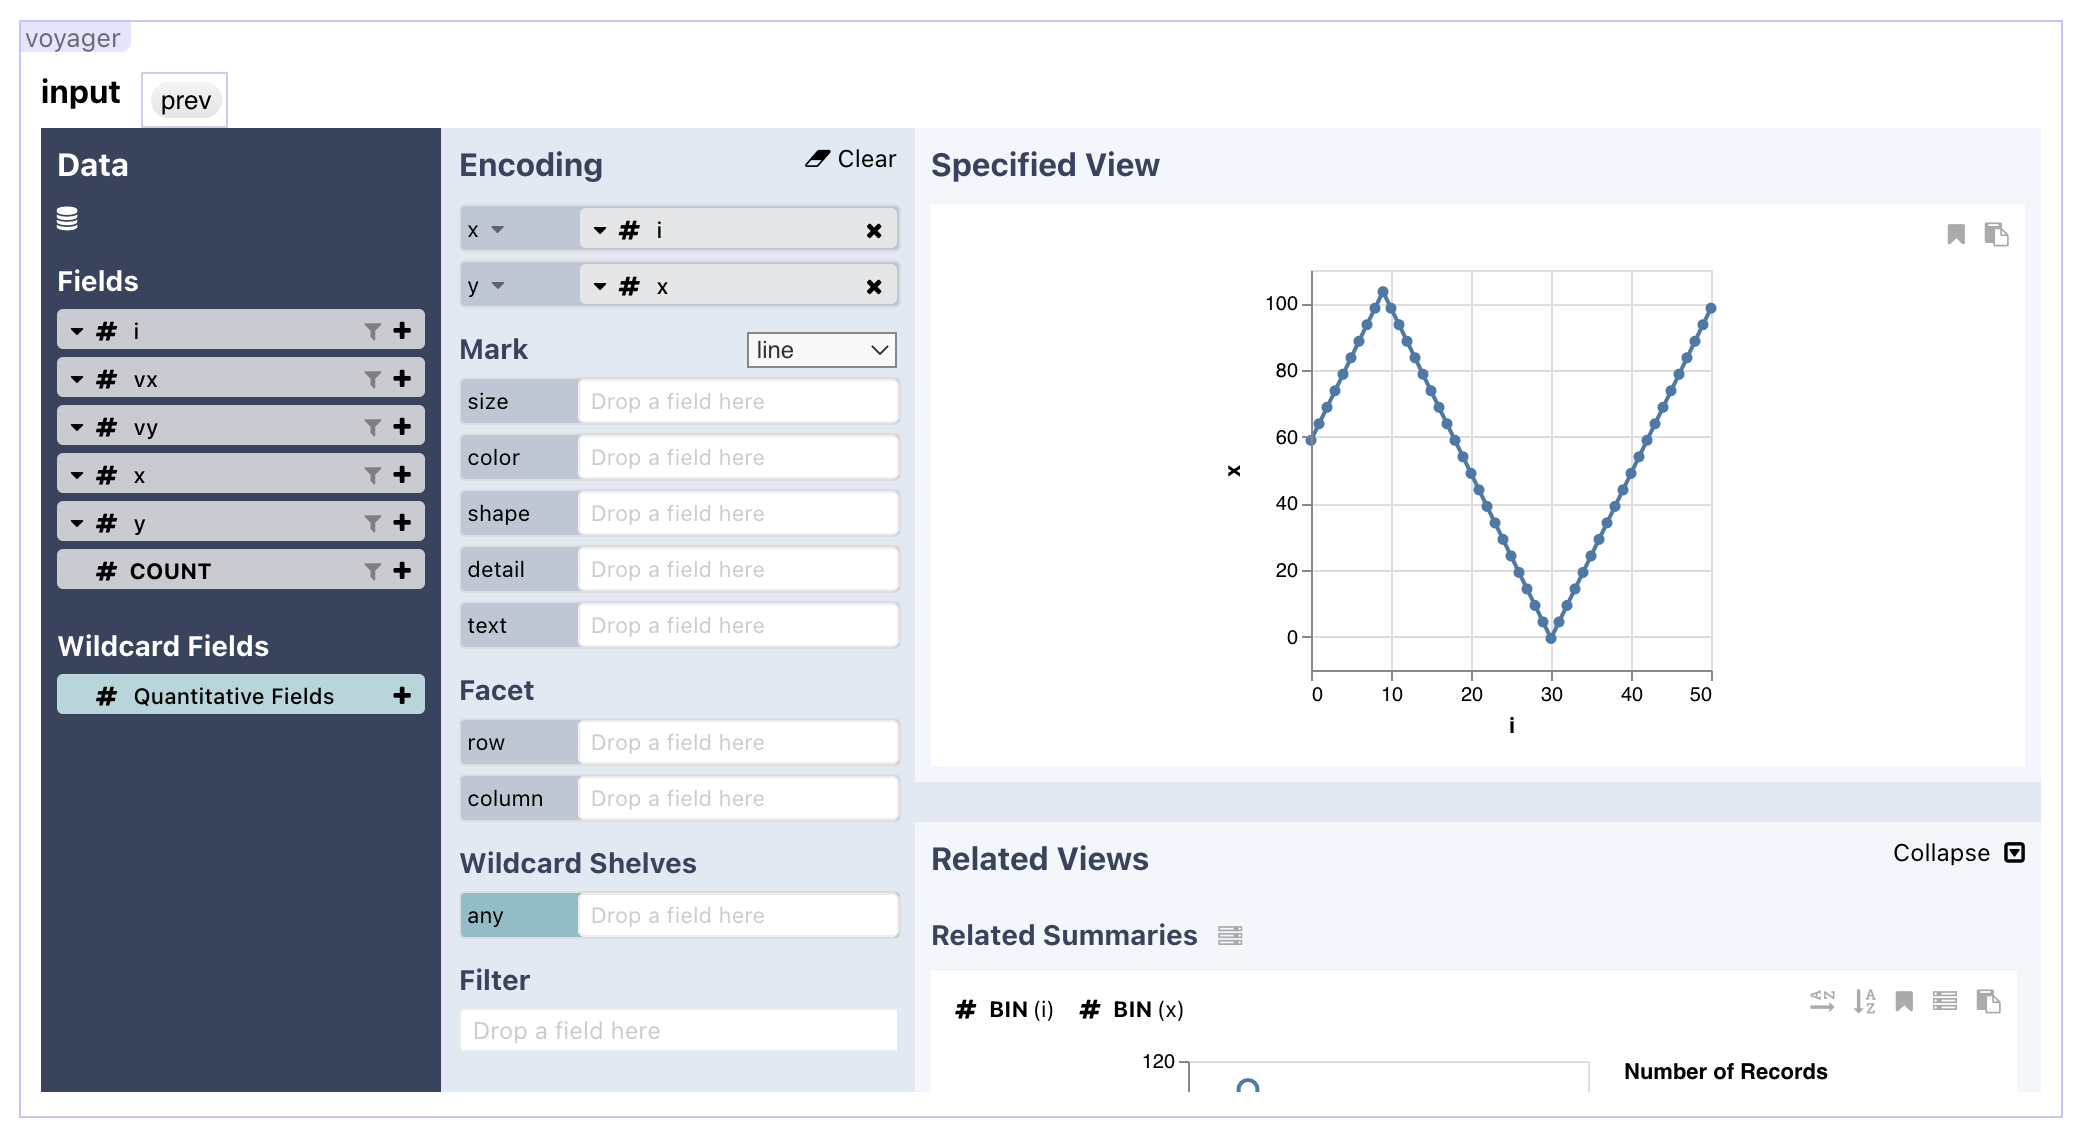 voyager
input prev
Data
Fields
# i
# vx
# vy
# x
# y
# COUNT
Wildcard Fields
# Quantitative Fields
Encoding Clear
x # i
y # x
Mark line
size Drop a field here
color Drop a field here
shape Drop a field here
detail Drop a field here
text Drop a field here
Facet
row Drop a field here
column Drop a field here
Wildcard Shelves
any Drop a field here
Filter
Drop a field here
Specified View
100
80
60
40
20
0
x
0 10 20 30 40 50
i
Related Views Collapse
Related Summaries
# BIN (i) # BIN (x)
120
Number of Records